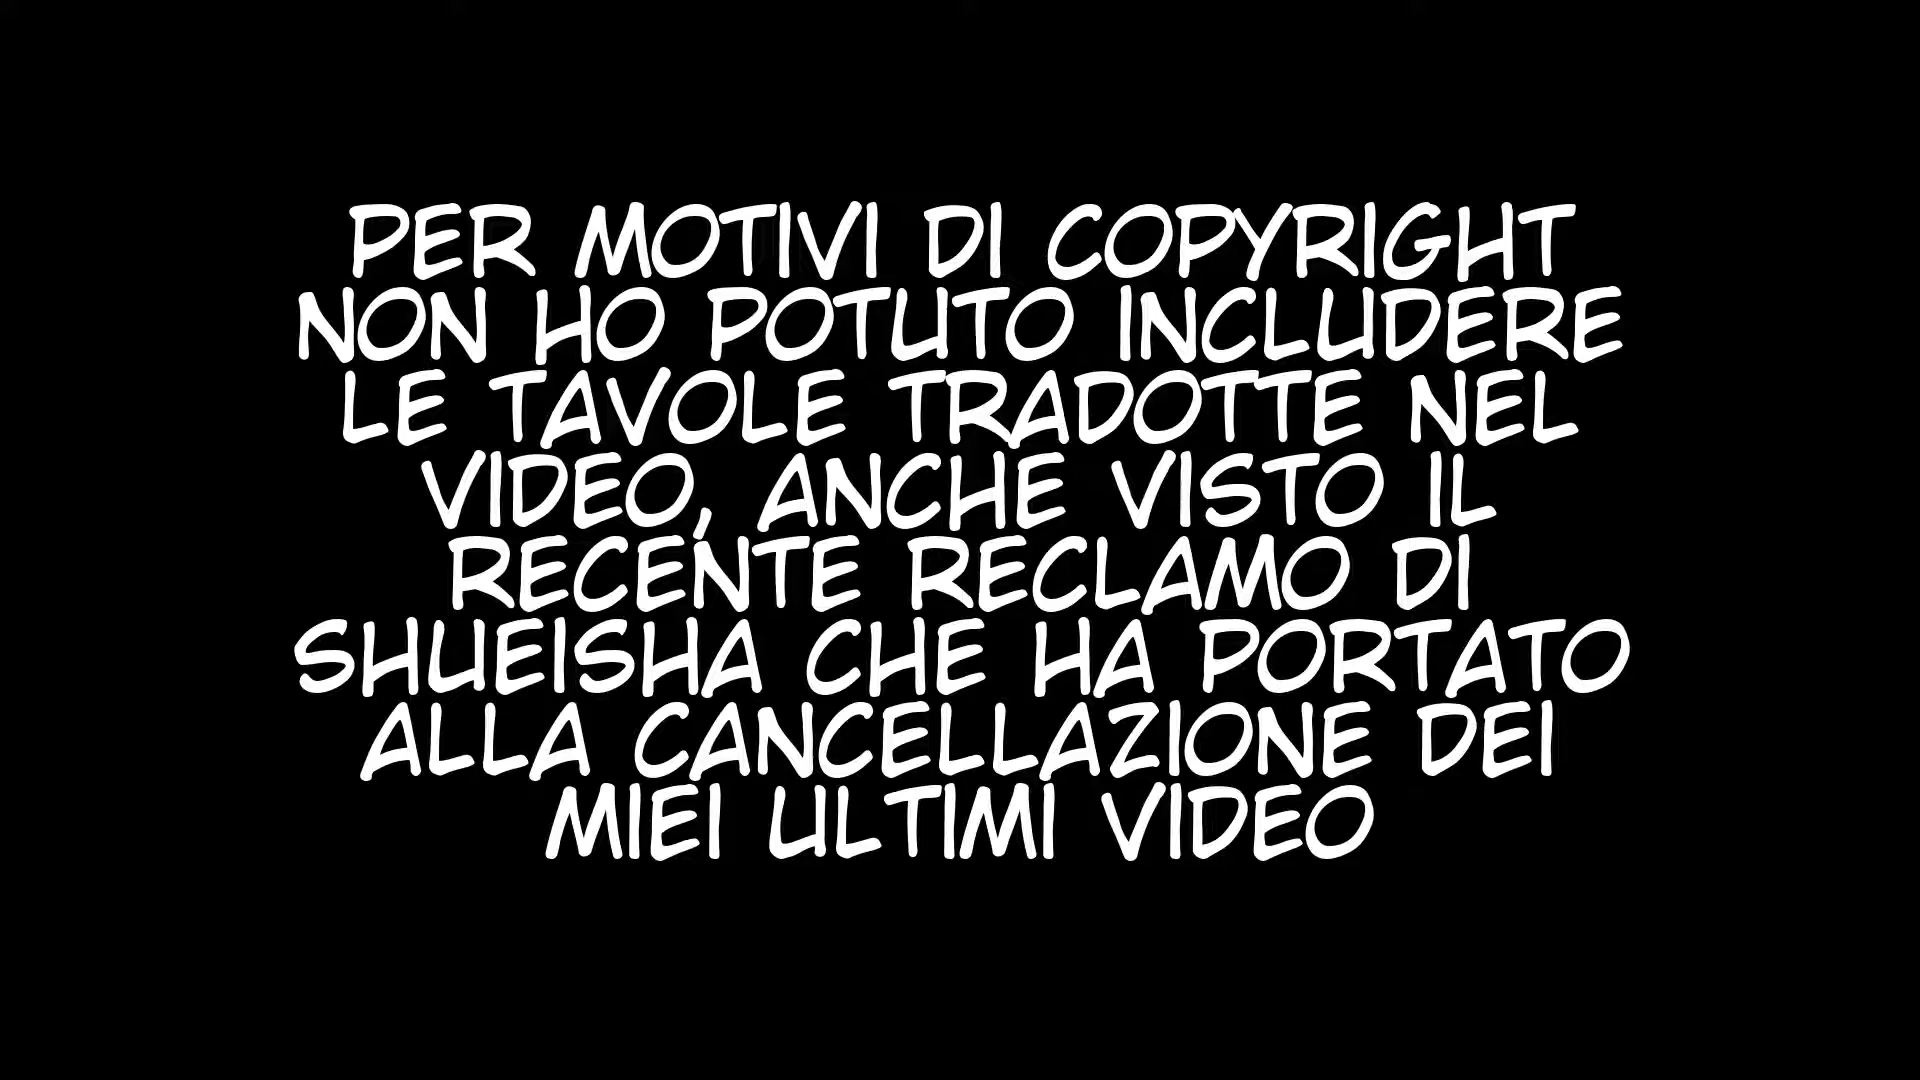 PER MOTIVI DI COPYRIGHT
NON HO POTUTO INCLUDERE
LE TAVOLE TRADOTTE NEL
VIDEO, ANCHE VISTO IL
RECENTE RECLAMO DI
SHUEISHA CHE HA PORTATO
ALLA CANCELLAZIONE DEI
MIEI ULTIMI VIDEO